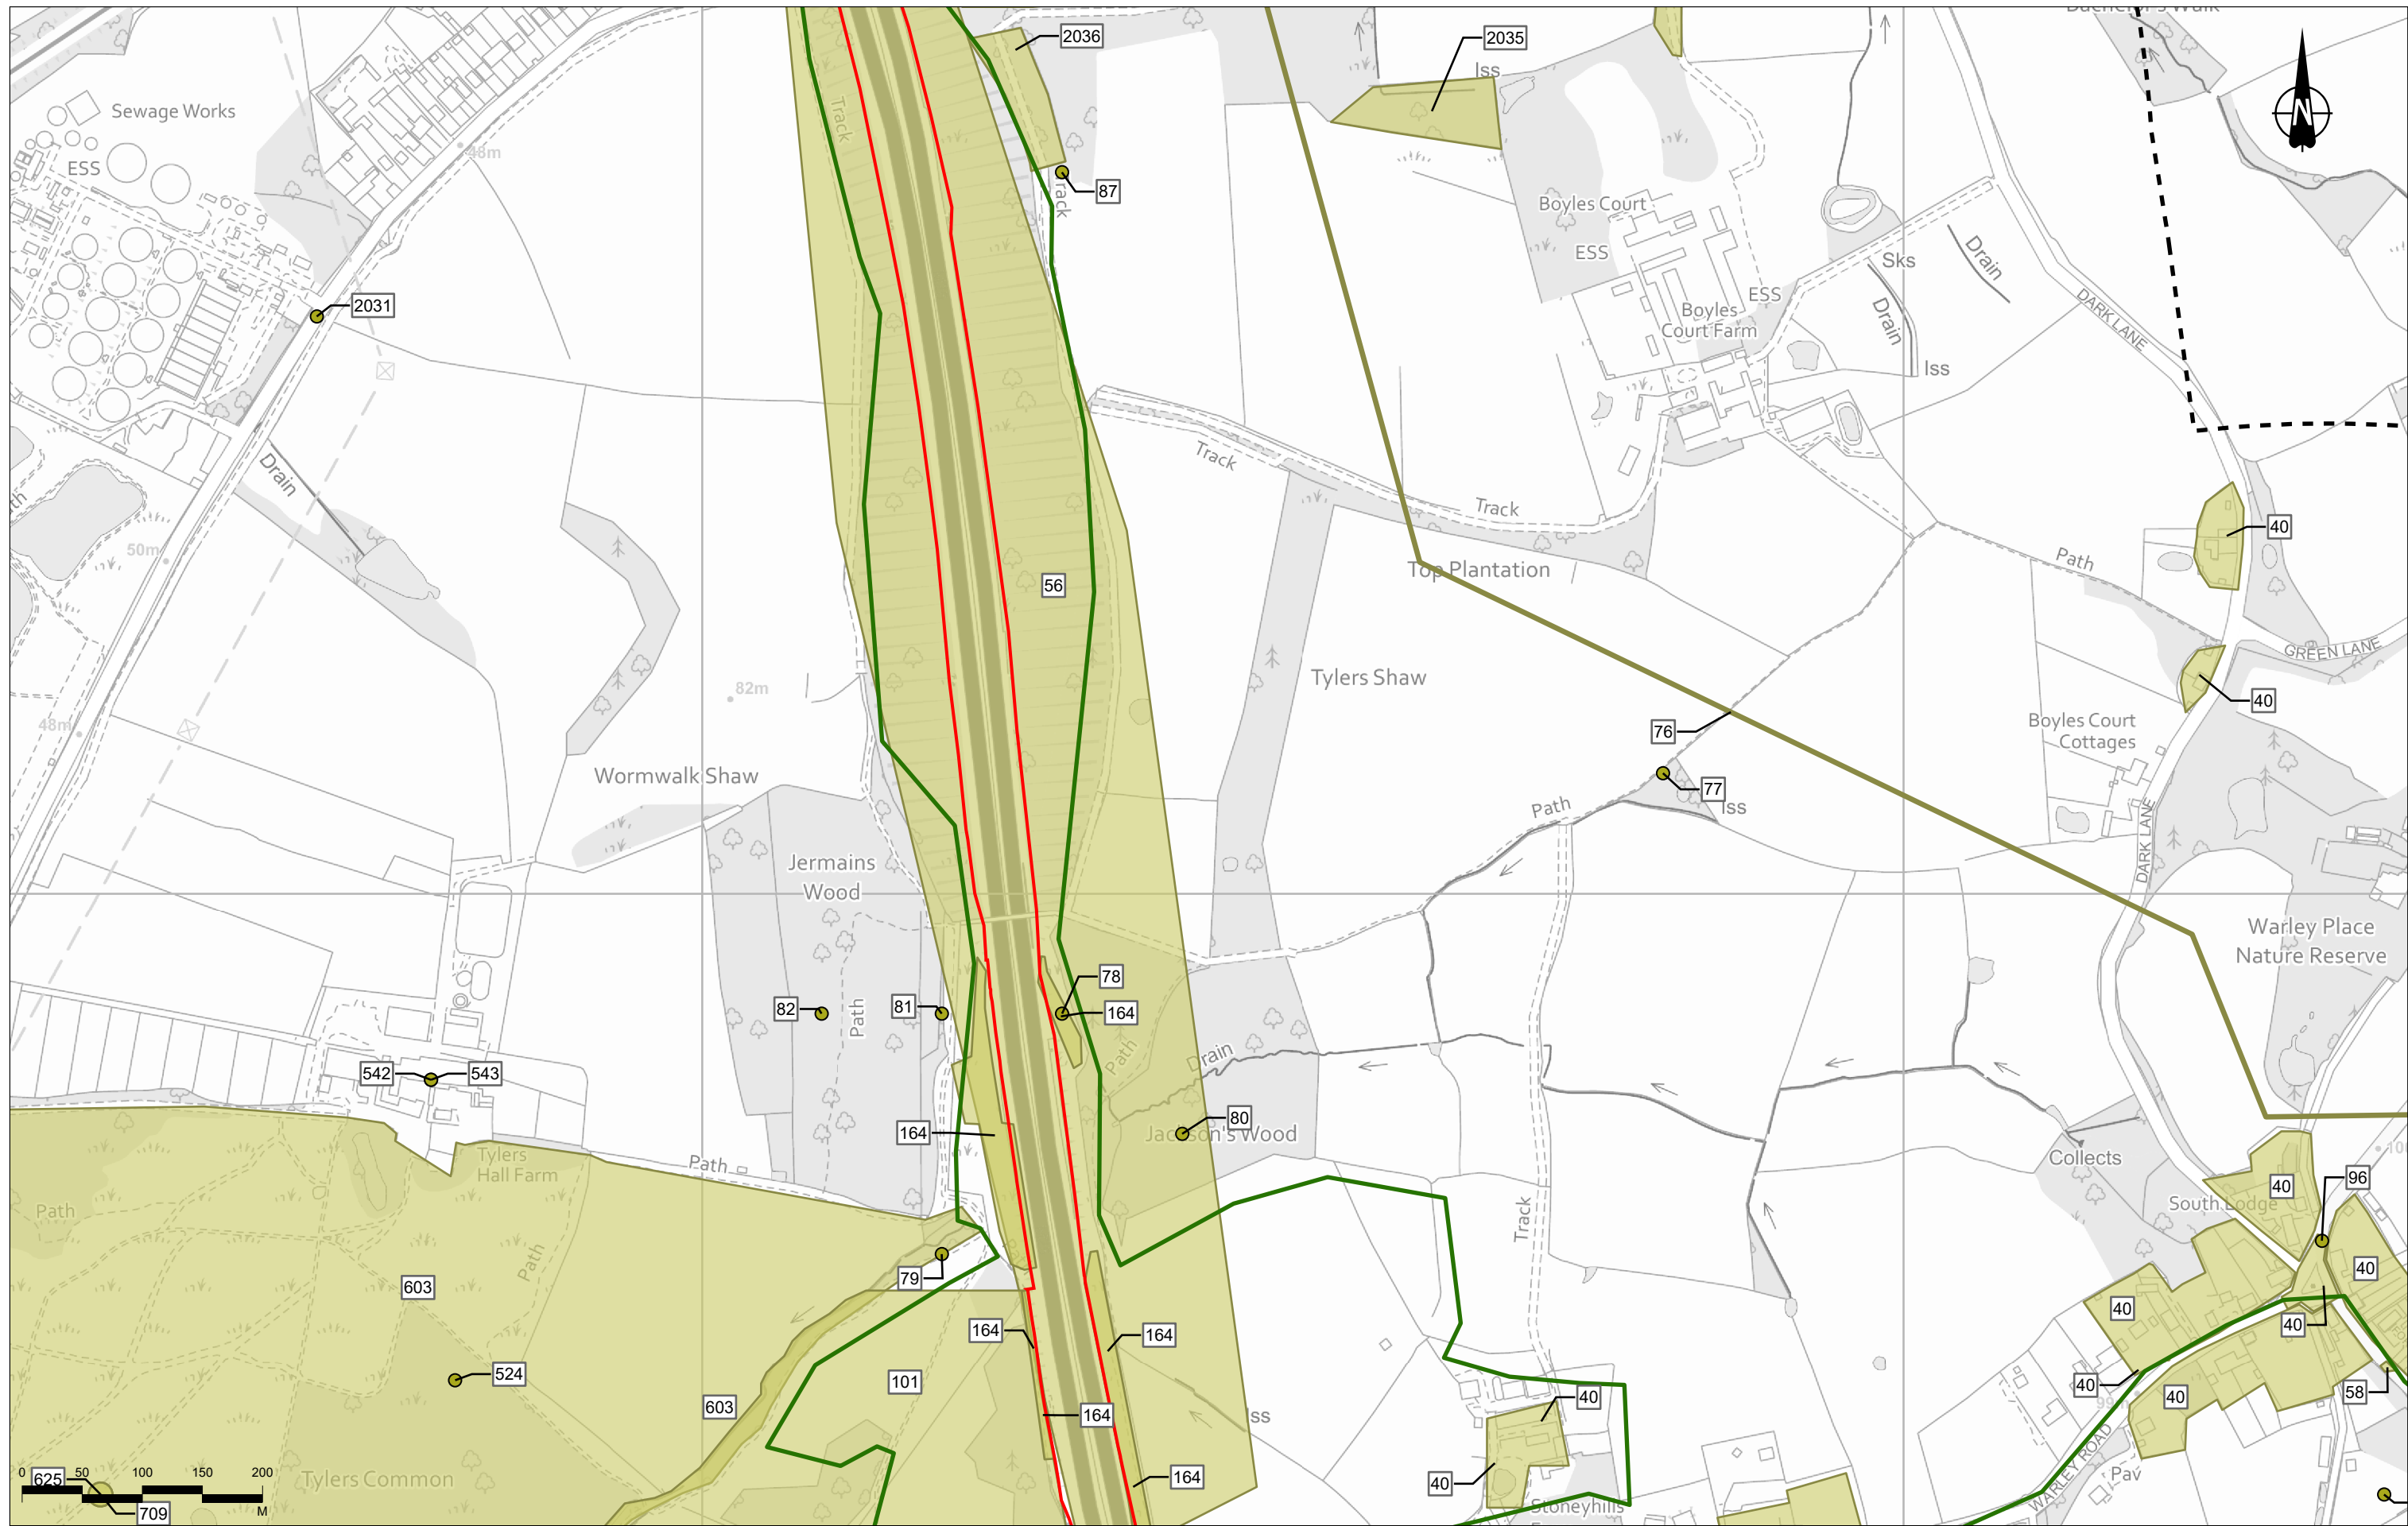 Sewage Works
ESS
48m
2031
Drain
50m
48m
82m
Wormwalk Shaw
Jermains
Wood
Path
82
81
542
543
Tylers
Hall Farm
Path
Path
Path
603
524
603
79
101
Tylers Common
625
709
0 50 100 150 200
M
Track
2036
87
56
78
164
Path
Drain
80
164
164
164
164
164
Iss
2035
Iss
Boyles Court
ESS
Boyles
Court Farm
ESS
Sks
Drain
Drain
Iss
DARK LANE
N
Track
Track
Top Plantation
Tylers Shaw
76
77
Iss
Path
Path
40
GREEN LANE
40
Boyles Court
Cottages
DARK LANE
Warley Place
Nature Reserve
Collects
South Lodge
40
96
40
40
40
40
40
58
WARLEY ROAD
Pav
Track
40
40
Stoneyhills